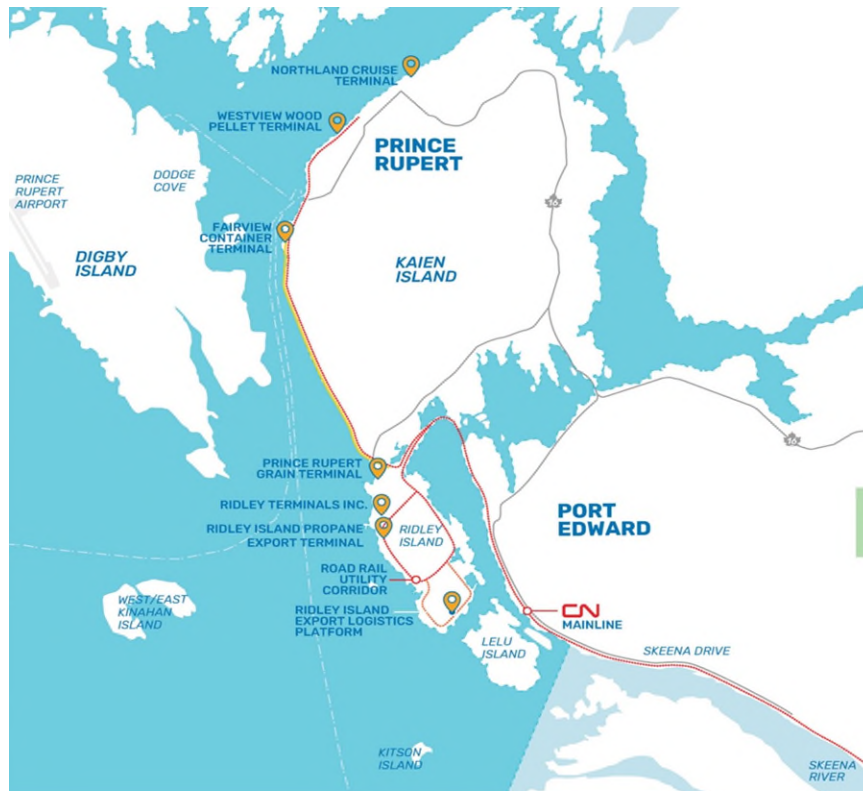 NORTHLAND CRUISE
TERMINAL
WESTVIEW WOOD
PELLET TERMINAL
PRINCE
RUPERT
PRINCE
RUPERT
AIRPORT
DODGE
COVE
16
FAIRVIEW
CONTAINER
TERMINAL
DIGBY
ISLAND
KAIEN
ISLAND
16
PRINCE RUPERT
GRAIN TERMINAL
RIDLEY TERMINALS INC.
RIDLEY ISLAND PROPANE
EXPORT TERMINAL
RIDLEY
ISLAND
PORT
EDWARD
ROAD RAIL
UTILITY
CORRIDOR
WEST/EAST
KINAHAN
ISLAND
RIDLEY ISLAND
EXPORT LOGISTICS
PLATFORM
CN
MAINLINE
LELU
ISLAND
SKEENA DRIVE
KITSON
ISLAND
SKEENA
RIVER